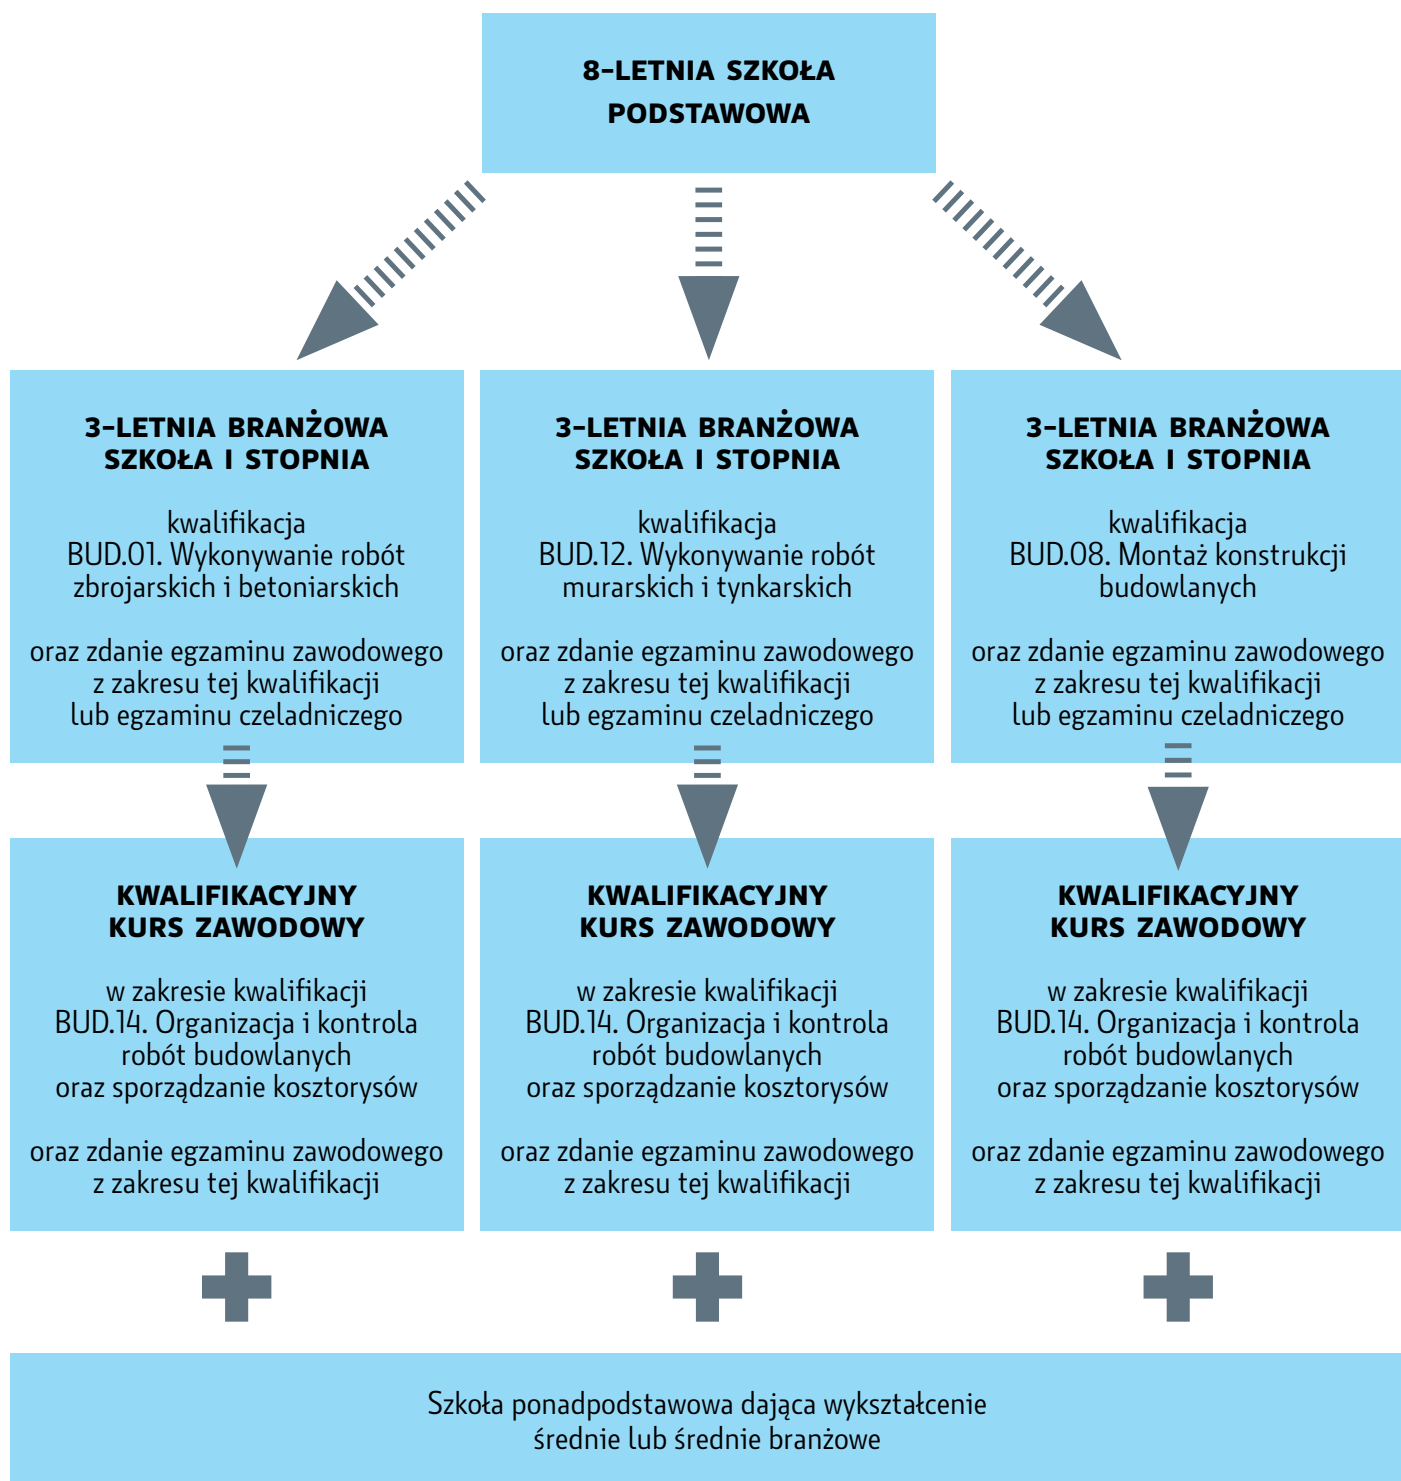 8-LETNIA SZKOŁA
PODSTAWOWA
3-LETNIA BRANŻOWA
SZKOŁA I STOPNIA
kwalifikacja
BUD.01. Wykonywanie robót
zbrojarskich i betoniarskich
oraz zdanie egzaminu zawodowego
z zakresu tej kwalifikacji
lub egzaminu czeladniczego
3-LETNIA BRANŻOWA
SZKOŁA I STOPNIA
kwalifikacja
BUD.12. Wykonywanie robót
murarskich i tynkarskich
oraz zdanie egzaminu zawodowego
z zakresu tej kwalifikacji
lub egzaminu czeladniczego
3-LETNIA BRANŻOWA
SZKOŁA I STOPNIA
kwalifikacja
BUD.08. Montaż konstrukcji
budowlanych
oraz zdanie egzaminu zawodowego
z zakresu tej kwalifikacji
lub egzaminu czeladniczego
KWALIFIKACYJNY
KURS ZAWODOWY
w zakresie kwalifikacji
BUD.14. Organizacja i kontrola
robót budowlanych
oraz sporządzanie kosztorysów
oraz zdanie egzaminu zawodowego
z zakresu tej kwalifikacji
KWALIFIKACYJNY
KURS ZAWODOWY
w zakresie kwalifikacji
BUD.14. Organizacja i kontrola
robót budowlanych
oraz sporządzanie kosztorysów
oraz zdanie egzaminu zawodowego
z zakresu tej kwalifikacji
KWALIFIKACYJNY
KURS ZAWODOWY
w zakresie kwalifikacji
BUD.14. Organizacja i kontrola
robót budowlanych
oraz sporządzanie kosztorysów
oraz zdanie egzaminu zawodowego
z zakresu tej kwalifikacji
Szkoła ponadpodstawowa dająca wykształcenie
średnie lub średnie branżowe